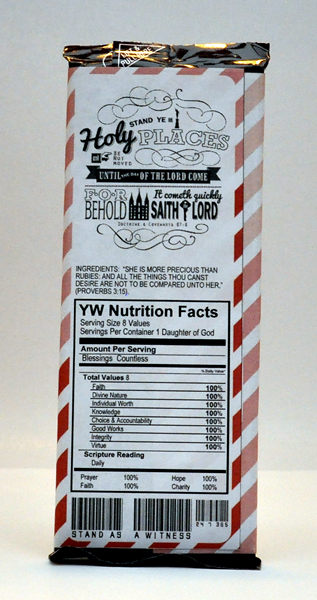 STAND YE IN
Holy PLACES
AND BE NOT MOVED
UNTIL THE DAY OF THE LORD COME
FOR It cometh quickly
BEHOLD SAITH THE LORD
Doctrine & Covenants 87:8
INGREDIENTS: "SHE IS MORE PRECIOUS THAN
RUBIES: AND ALL THE THINGS THOU CANST
DESIRE ARE NOT TO BE COMPARED UNTO HER."
(PROVERBS 3:15).
YW Nutrition Facts
Serving Size 8 Values
Servings Per Container 1 Daughter of God
Amount Per Serving
Blessings Countless
% Daily Value
Total Values 8
Faith 100%
Divine Nature 100%
Individual Worth 100%
Knowledge 100%
Choice & Accountability 100%
Good Works 100%
Integrity 100%
Virtue 100%
Scripture Reading
Daily
Prayer 100% Hope 100%
Faith 100% Charity 100%
24 7 365
STAND AS A WITNESS